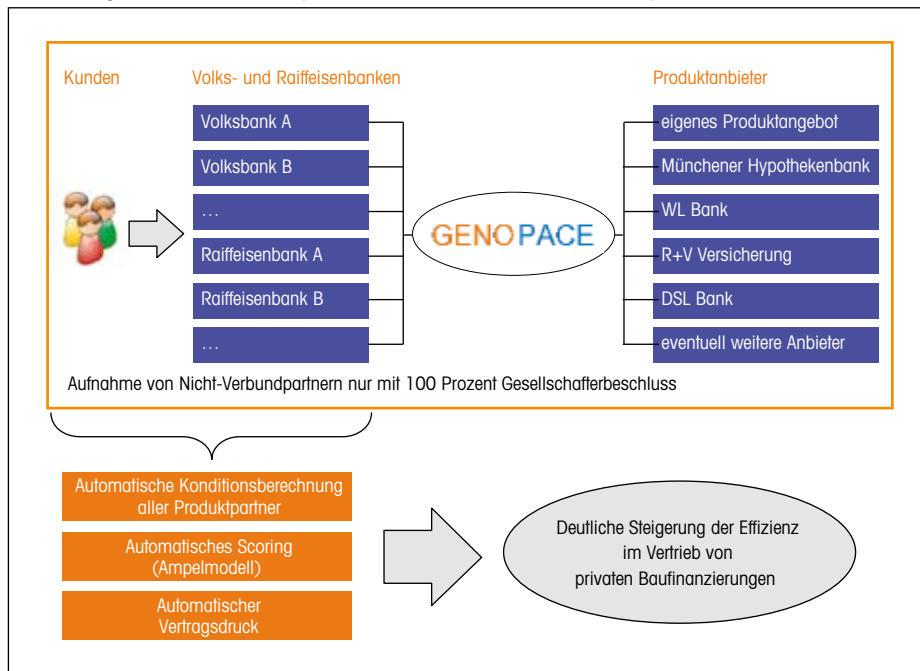 Kunden
Volks- und Raiffeisenbanken
Produktanbieter
Volksbank A
Volksbank B
...
Raiffeisenbank A
Raiffeisenbank B
...
GENOPACE
eigenes Produktangebot
Münchener Hypothekenbank
WL Bank
R+V Versicherung
DSL Bank
eventuell weitere Anbieter
Aufnahme von Nicht-Verbundpartnern nur mit 100 Prozent Gesellschafterbeschluss
Automatische Konditionsberechnung
aller Produktpartner
Automatisches Scoring
(Ampelmodell)
Automatischer
Vertragsdruck
Deutliche Steigerung der Effizienz
im Vertrieb von
privaten Baufinanzierungen